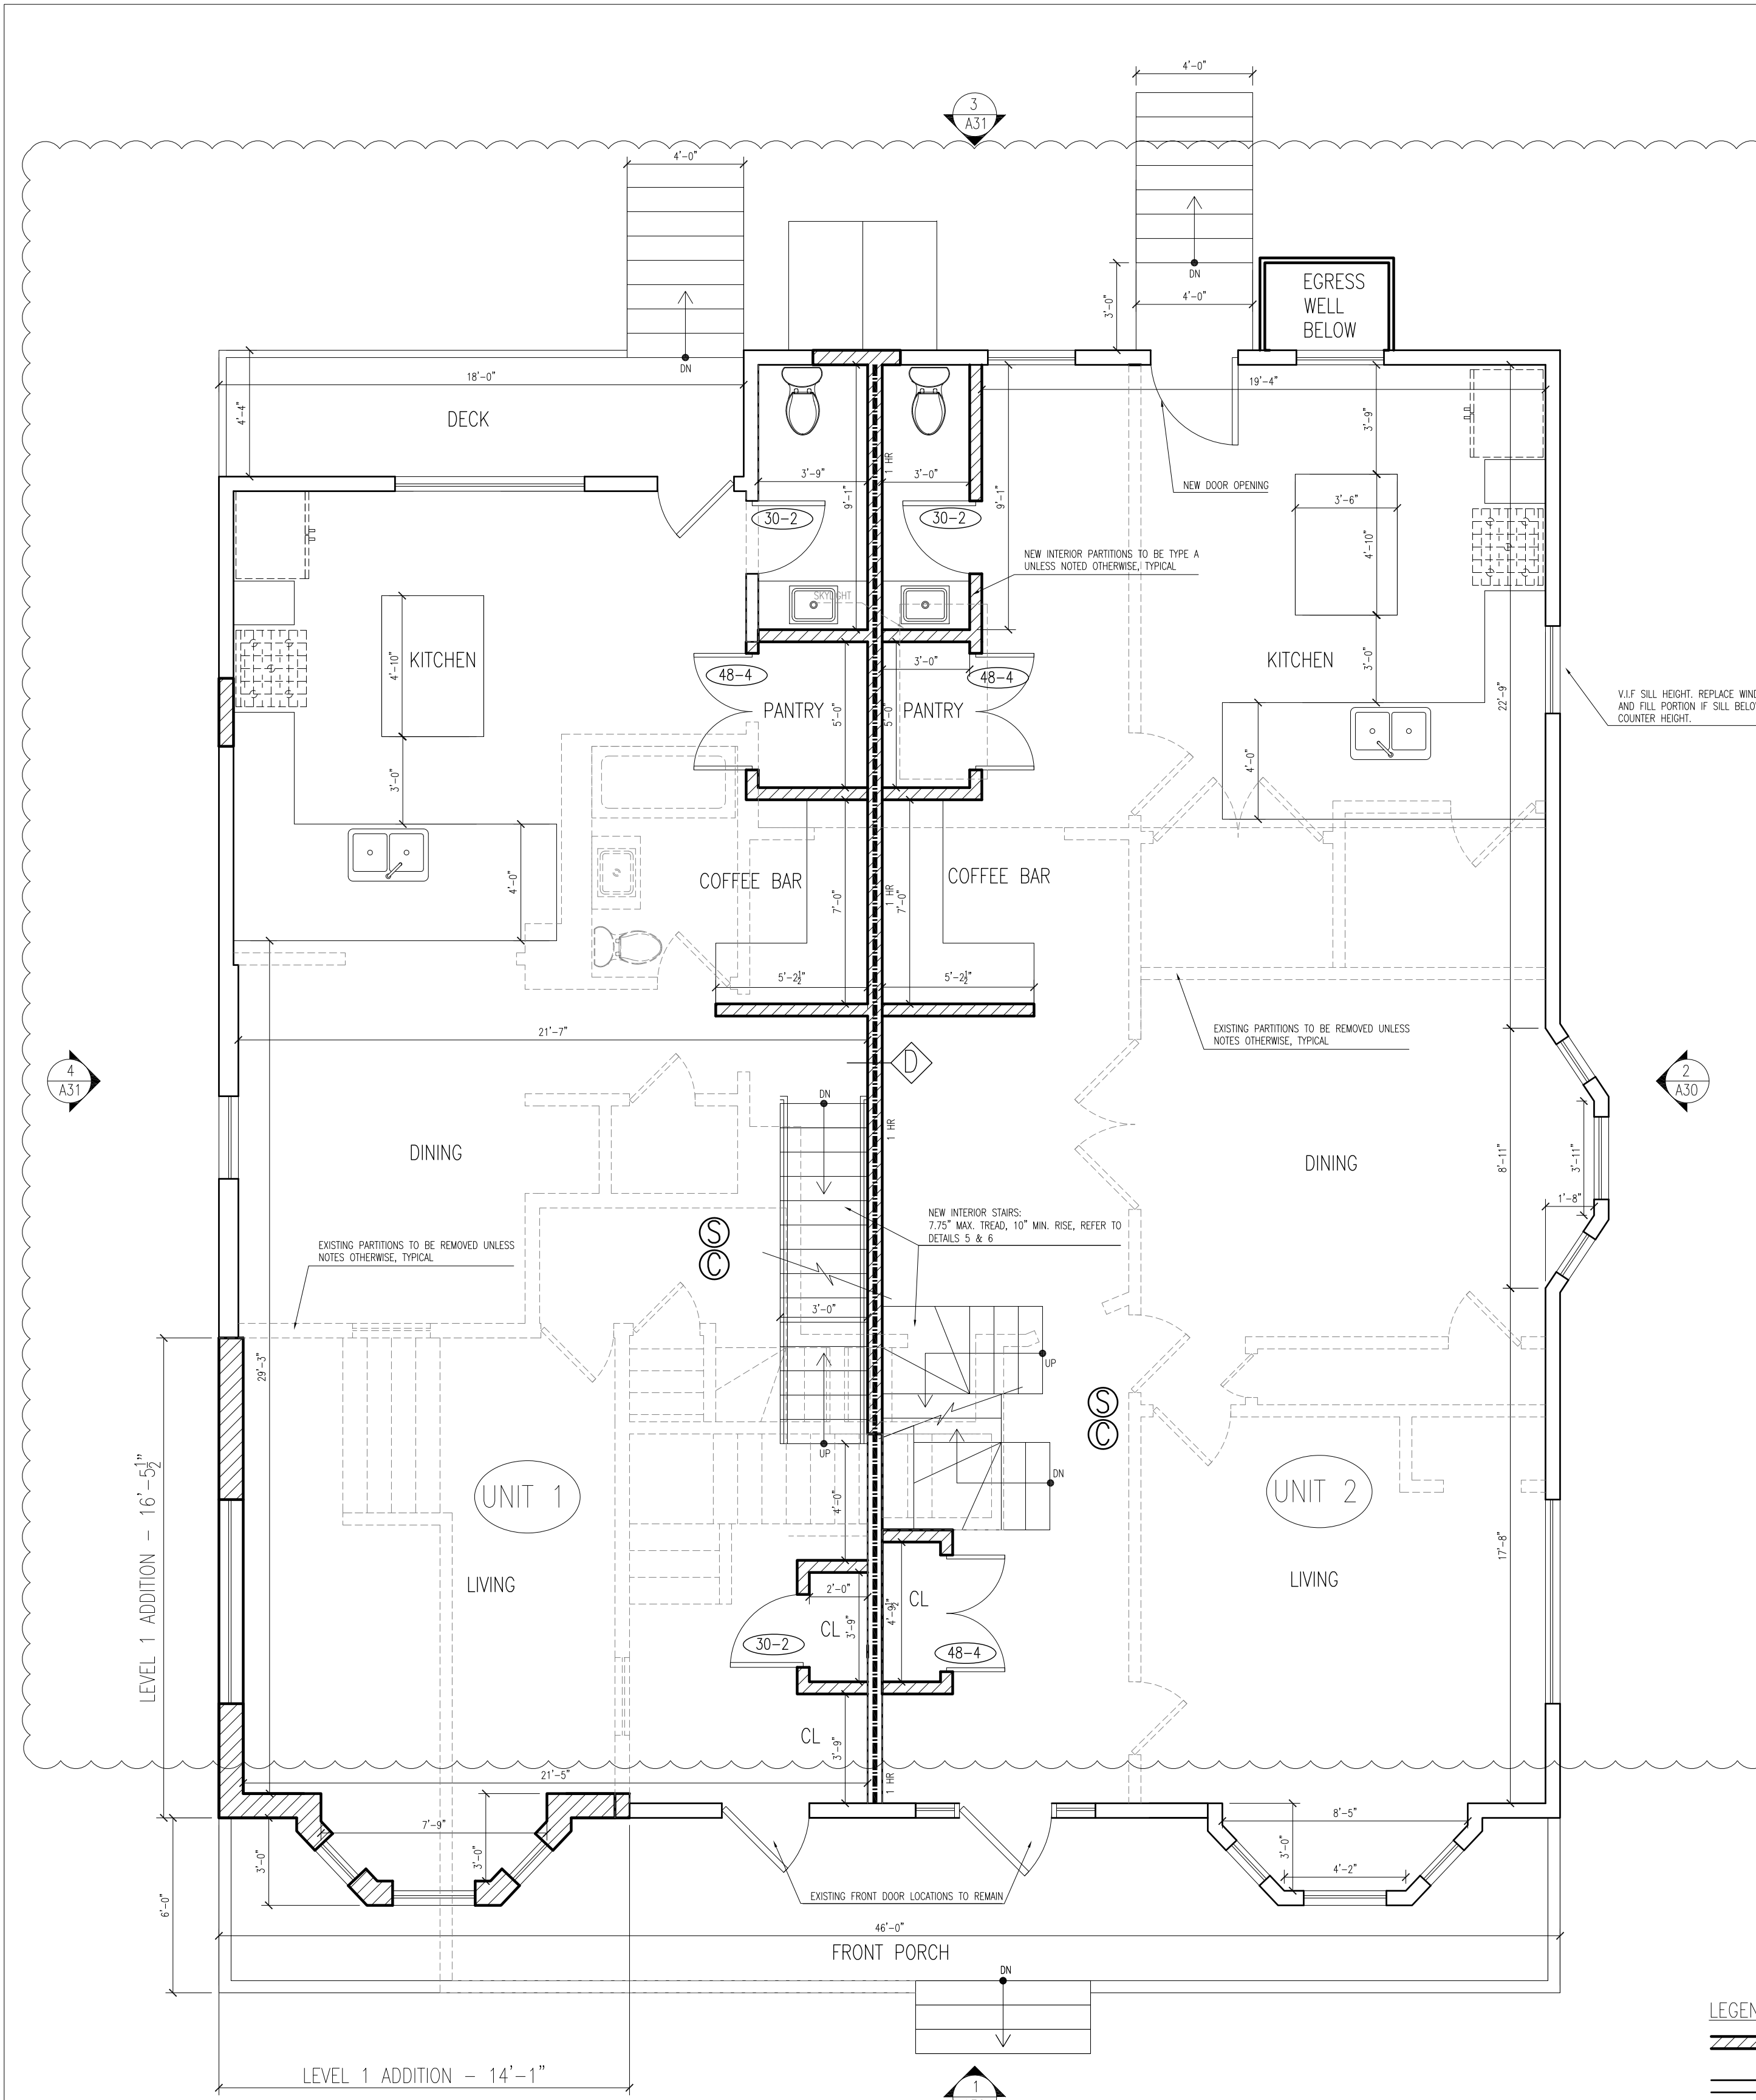 4'-0"
3
A31
4'-0"
DN
4'-0"
3'-0"
EGRESS
WELL
BELOW
DN
18'-0"
19'-4"
4'-4"
DECK
3'-9"
1 HR
3'-9"
3'-0"
NEW DOOR OPENING
3'-6"
9'-1"
9'-1"
30-2
30-2
4'-10"
NEW INTERIOR PARTITIONS TO BE TYPE A
UNLESS NOTED OTHERWISE, TYPICAL
SKYLIGHT
KITCHEN
4'-10"
3'-0"
KITCHEN
3'-0"
48-4
48-4
22'-9"
V.I.F SILL HEIGHT. REPLACE
AND FILL PORTION IF SILL
COUNTER HEIGHT.
PANTRY
5'-0"
5'-0"
PANTRY
3'-0"
4'-0"
COFFEE BAR
COFFEE BAR
4'-0"
7'-0"
1 HR
7'-0"
5'-2½"
5'-2½"
21'-7"
EXISTING PARTITIONS TO BE REMOVED UNLESS
NOTES OTHERWISE, TYPICAL
D
4
A31
2
A30
DN
1 HR
DINING
DINING
8'-11"
3'-11"
1'-8"
NEW INTERIOR STAIRS:
7.75" MAX. TREAD, 10" MIN. RISE, REFER TO
DETAILS 5 & 6
S
C
EXISTING PARTITIONS TO BE REMOVED UNLESS
NOTES OTHERWISE, TYPICAL
3'-0"
29'-3"
UP
S
C
UP
DN
LEVEL 1 ADDITION - 16'-5½"
UNIT 1
UNIT 2
4'-0"
17'-8"
LIVING
LIVING
2'-0"
CL
3'-9"
4'-9½"
CL
30-2
48-4
CL
3'-9"
1 HR
21'-5"
7'-9"
8'-5"
3'-0"
3'-0"
3'-0"
4'-2"
6'-0"
EXISTING FRONT DOOR LOCATIONS TO REMAIN
46'-0"
FRONT PORCH
DN
LEVEL 1 ADDITION - 14'-1"
1